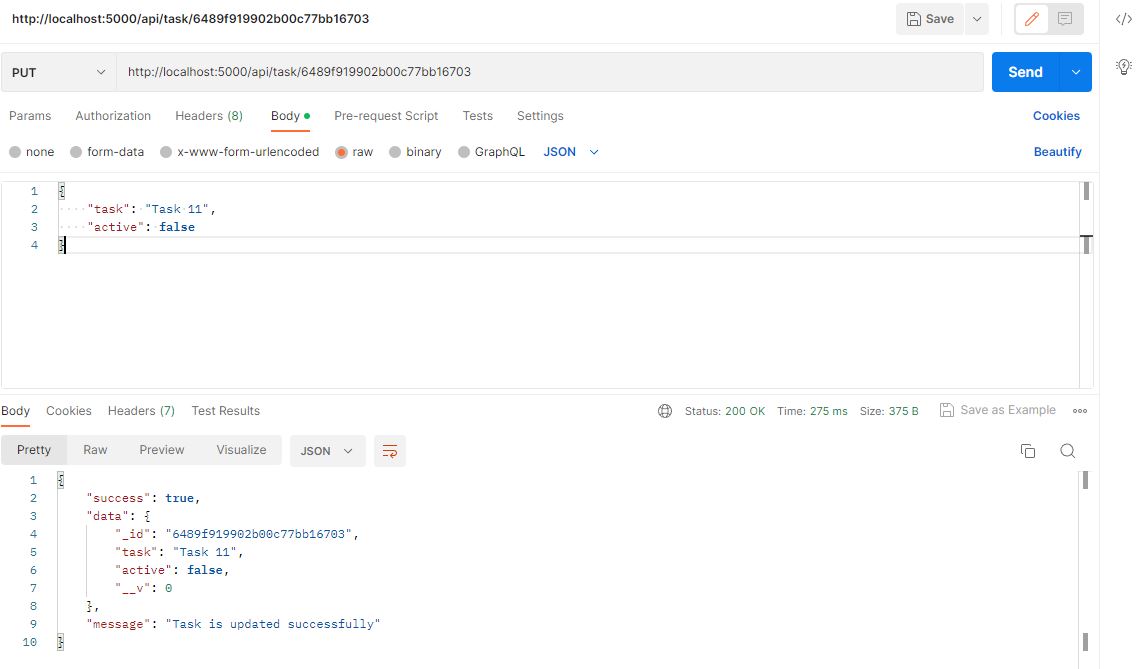 http://localhost:5000/api/task/6489f919902b00c77bb16703 Save
PUT http://localhost:5000/api/task/6489f919902b00c77bb16703 Send
Params Authorization Headers (8) Body Pre-request Script Tests Settings Cookies
none form-data x-www-form-urlencoded raw binary GraphQL JSON Beautify
1 {
2 "task": "Task 11",
3 "active": false
4 }
Body Cookies Headers (7) Test Results Status: 200 OK Time: 275 ms Size: 375 B Save as Example
Pretty Raw Preview Visualize JSON
1 {
2 "success": true,
3 "data": {
4 "_id": "6489f919902b00c77bb16703",
5 "task": "Task 11",
6 "active": false,
7 "__v": 0
8 },
9 "message": "Task is updated successfully"
10 }